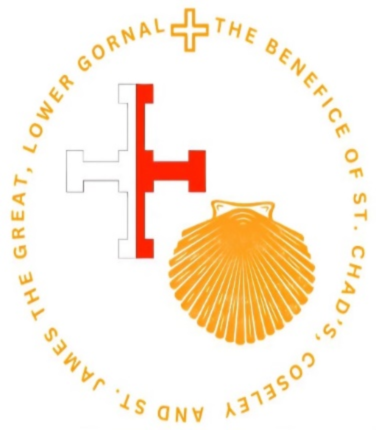 THE BENEFICE OF ST. CHAD'S, COSELEY AND ST. JAMES THE GREAT, LOWER GORNAL